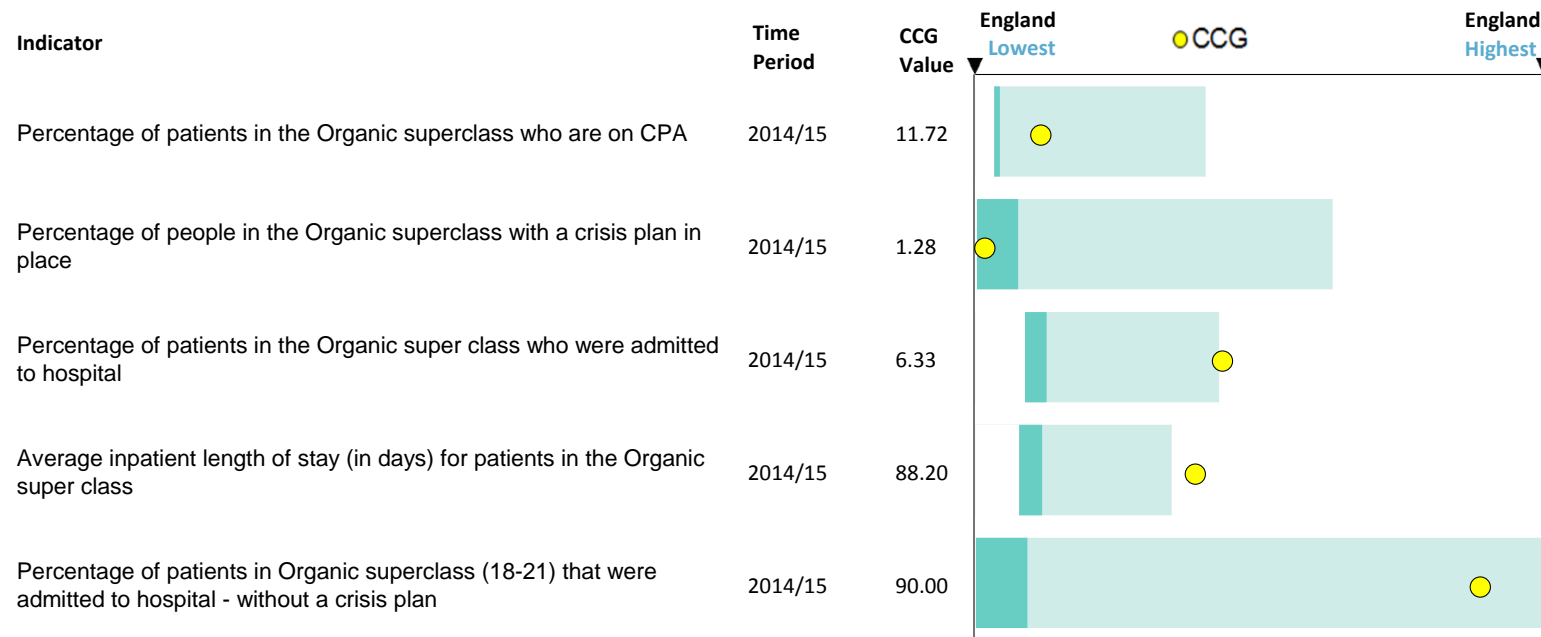 Indicator
Time Period
CCG Value
England Lowest
CCG
England Highest
Percentage of patients in the Organic superclass who are on CPA 2014/15 11.72
Percentage of people in the Organic superclass with a crisis plan in
place
2014/15 1.28
Percentage of patients in the Organic super class who were admitted
to hospital
2014/15 6.33
Average inpatient length of stay (in days) for patients in the Organic
super class
2014/15 88.20
Percentage of patients in Organic superclass (18-21) that were
admitted to hospital - without a crisis plan
2014/15 90.00